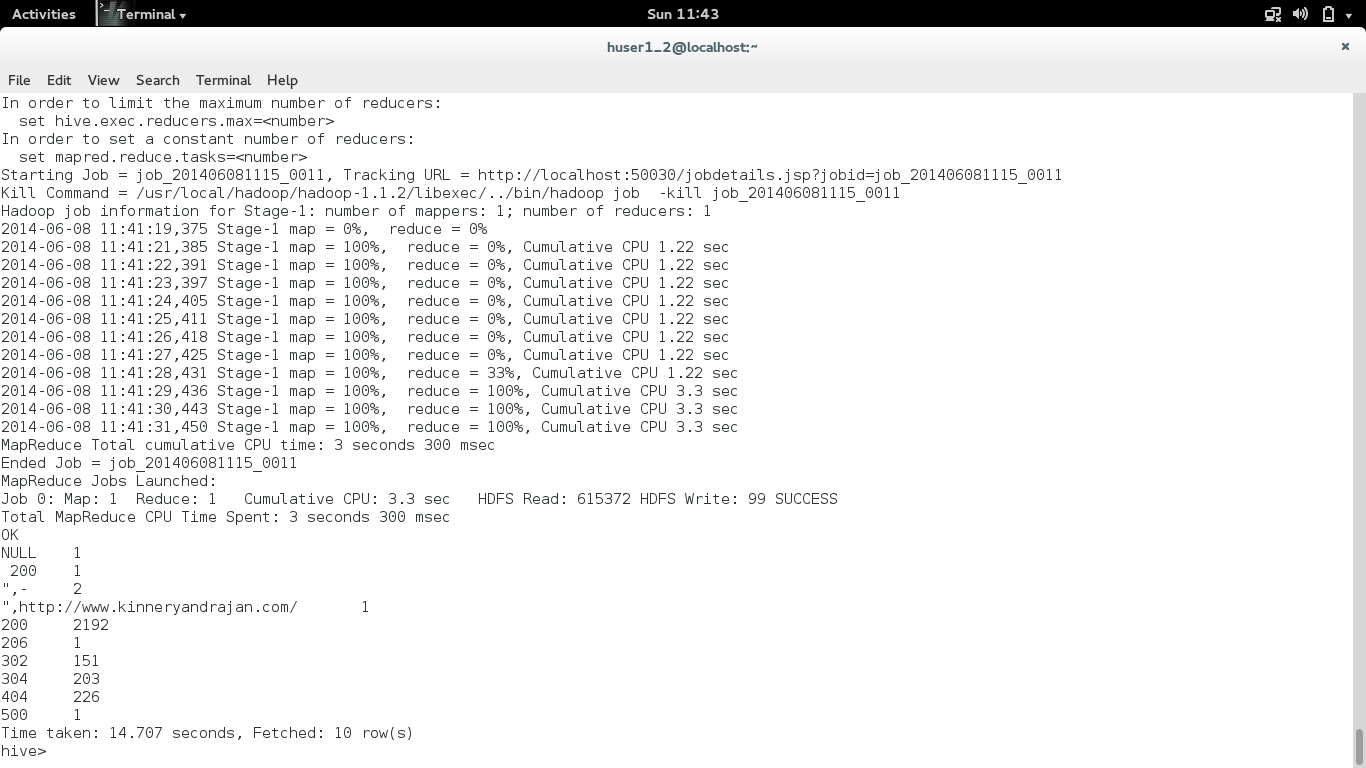 Activities Terminal Sun 11:43
huser1_2@localhost:~
File Edit View Search Terminal Help
In order to limit the maximum number of reducers:
  set hive.exec.reducers.max=<number>
In order to set a constant number of reducers:
  set mapred.reduce.tasks=<number>
Starting Job = job_201406081115_0011, Tracking URL = http://localhost:50030/jobdetails.jsp?jobid=job_201406081115_0011
Kill Command = /usr/local/hadoop/hadoop-1.1.2/libexec/../bin/hadoop job  -kill job_201406081115_0011
Hadoop job information for Stage-1: number of mappers: 1; number of reducers: 1
2014-06-08 11:41:19,375 Stage-1 map = 0%,  reduce = 0%
2014-06-08 11:41:21,385 Stage-1 map = 100%,  reduce = 0%, Cumulative CPU 1.22 sec
2014-06-08 11:41:22,391 Stage-1 map = 100%,  reduce = 0%, Cumulative CPU 1.22 sec
2014-06-08 11:41:23,397 Stage-1 map = 100%,  reduce = 0%, Cumulative CPU 1.22 sec
2014-06-08 11:41:24,405 Stage-1 map = 100%,  reduce = 0%, Cumulative CPU 1.22 sec
2014-06-08 11:41:25,411 Stage-1 map = 100%,  reduce = 0%, Cumulative CPU 1.22 sec
2014-06-08 11:41:26,418 Stage-1 map = 100%,  reduce = 0%, Cumulative CPU 1.22 sec
2014-06-08 11:41:27,425 Stage-1 map = 100%,  reduce = 0%, Cumulative CPU 1.22 sec
2014-06-08 11:41:28,431 Stage-1 map = 100%,  reduce = 33%, Cumulative CPU 1.22 sec
2014-06-08 11:41:29,436 Stage-1 map = 100%,  reduce = 100%, Cumulative CPU 3.3 sec
2014-06-08 11:41:30,443 Stage-1 map = 100%,  reduce = 100%, Cumulative CPU 3.3 sec
2014-06-08 11:41:31,450 Stage-1 map = 100%,  reduce = 100%, Cumulative CPU 3.3 sec
MapReduce Total cumulative CPU time: 3 seconds 300 msec
Ended Job = job_201406081115_0011
MapReduce Jobs Launched:
Job 0: Map: 1  Reduce: 1   Cumulative CPU: 3.3 sec   HDFS Read: 615372 HDFS Write: 99 SUCCESS
Total MapReduce CPU Time Spent: 3 seconds 300 msec
OK
NULL    1
 200    1
",-     2
",http://www.kinneryandrajan.com/       1
200     2192
206     1
302     151
304     203
404     226
500     1
Time taken: 14.707 seconds, Fetched: 10 row(s)
hive>